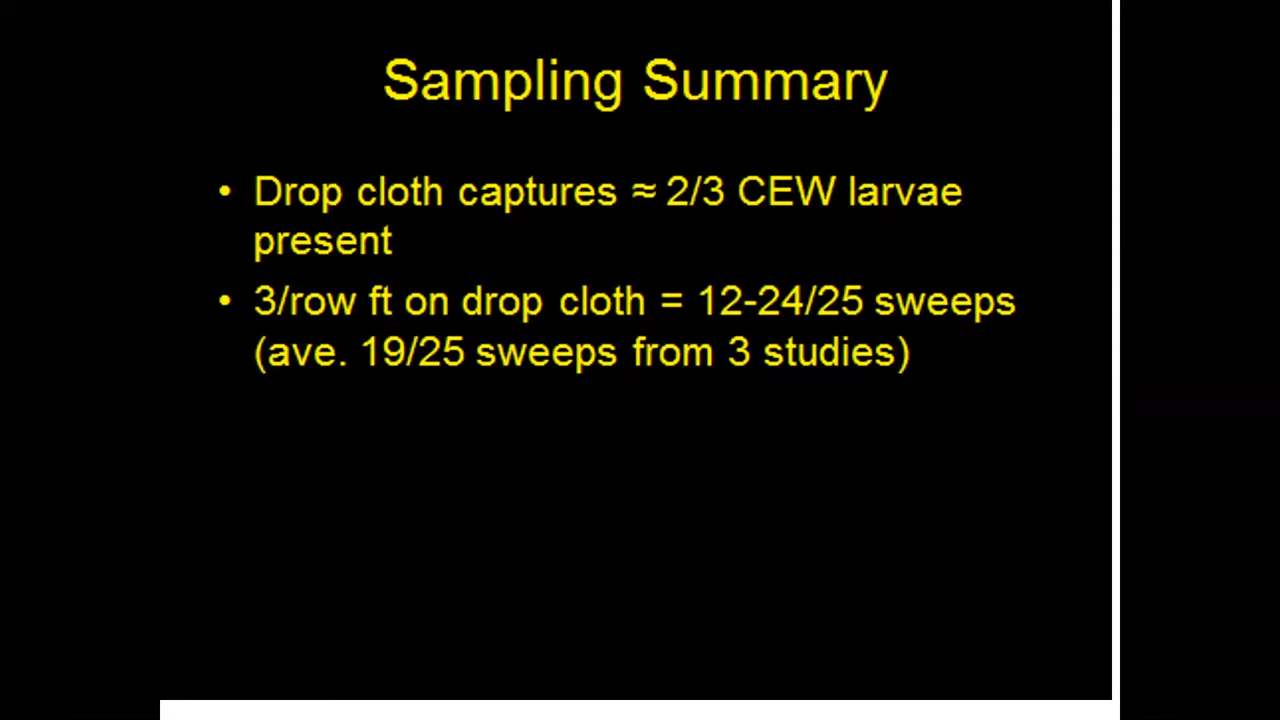 Sampling Summary
• Drop cloth captures ≈ 2/3 CEW larvae
present
• 3/row ft on drop cloth = 12-24/25 sweeps
(ave. 19/25 sweeps from 3 studies)